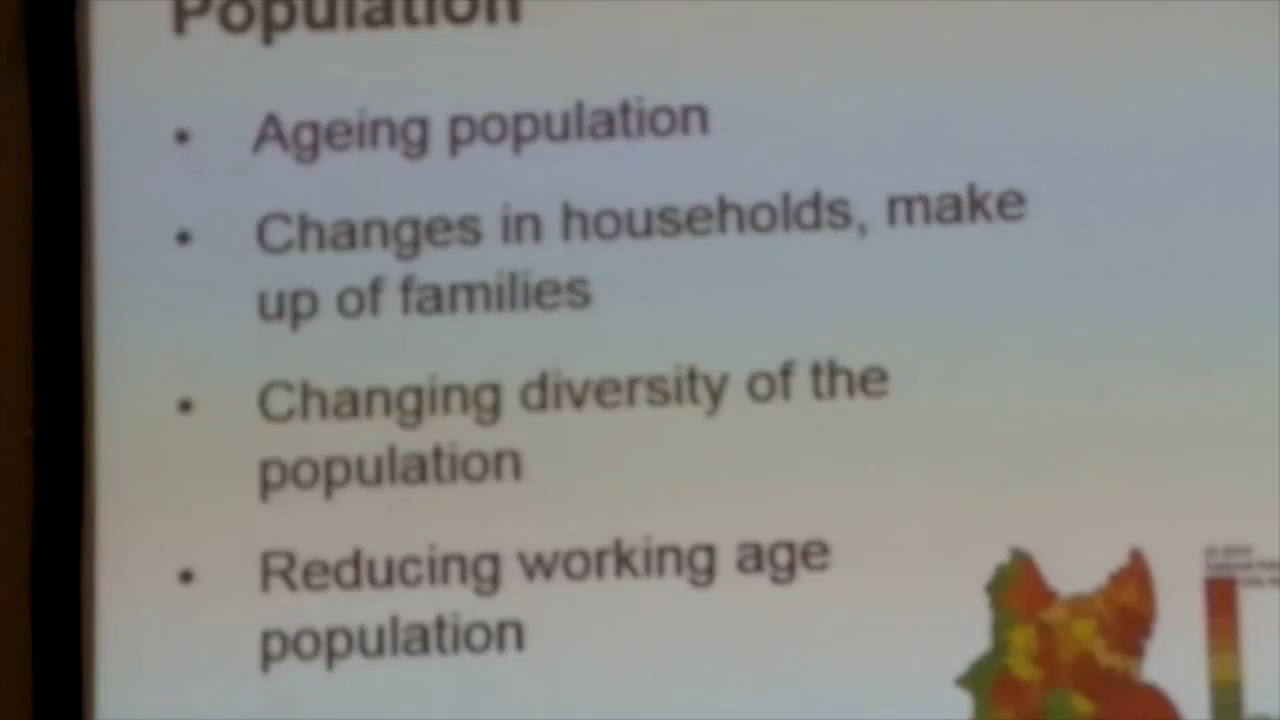 Population
• Ageing population
• Changes in households, make
up of families
• Changing diversity of the
population
• Reducing working age
population